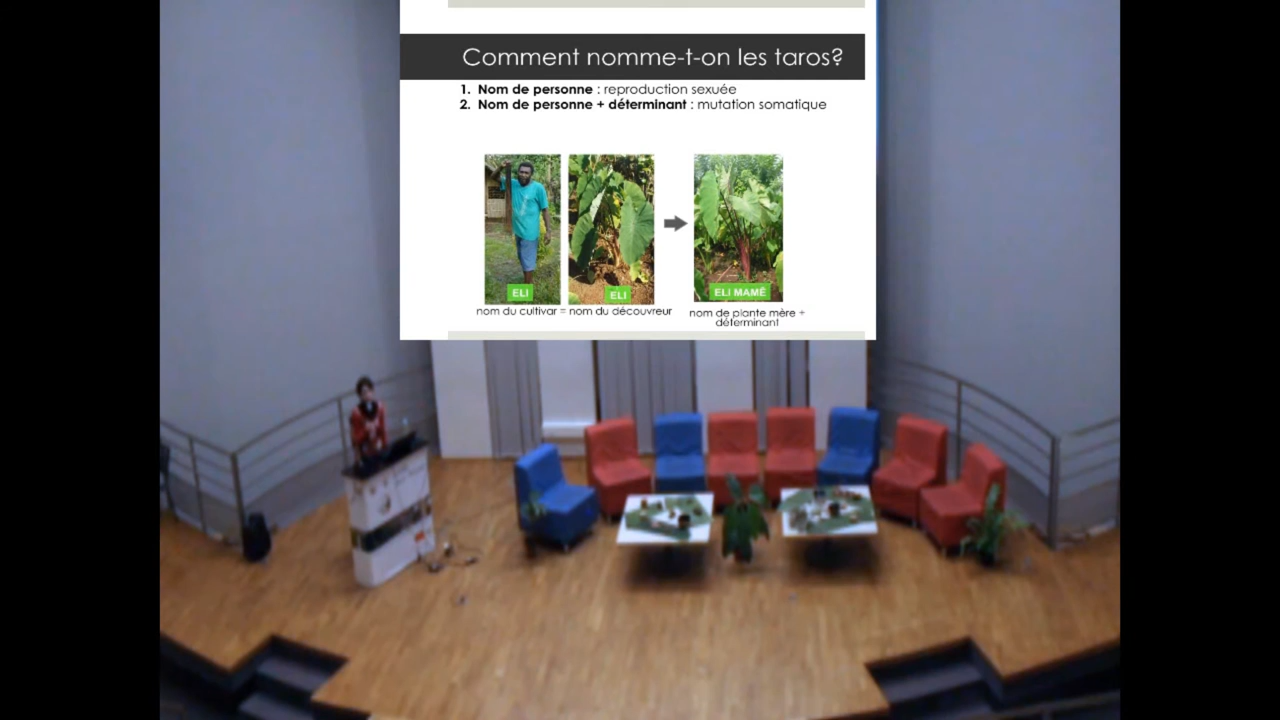 Comment nomme-t-on les taros?
1. Nom de personne : reproduction sexuée
2. Nom de personne + déterminant : mutation somatique
ELI
ELI
ELI MAMÊ
nom du cultivar = nom du découvreur
nom de plante mère +
déterminant